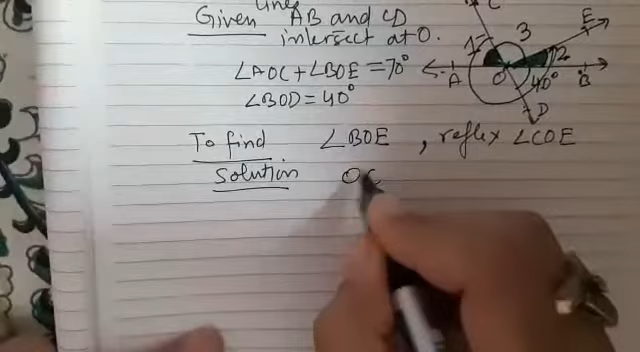 lines
Given AB and CD
intersect at O.
∠AOC + ∠BOE = 70°
∠BOD = 40°
To find ∠BOE, reflex ∠COE
Solution OC
C
E
1 3 2
A O 40° B
D